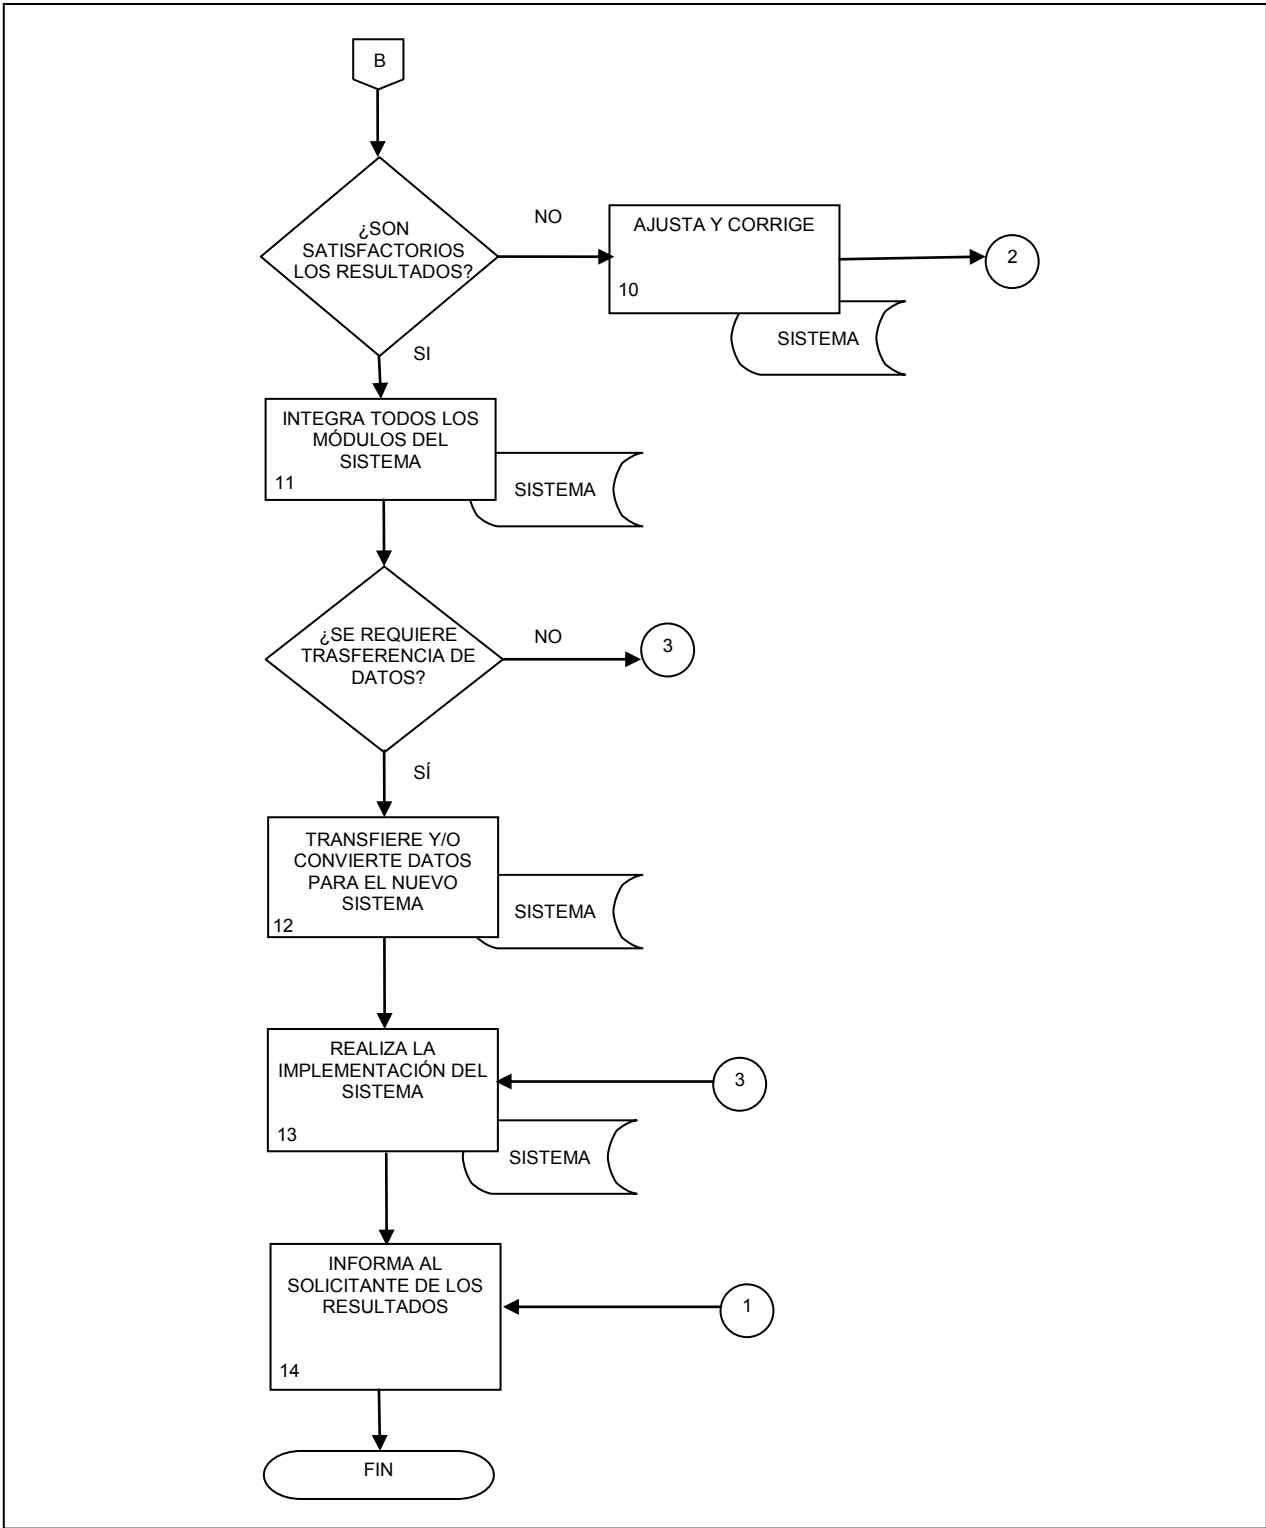 B
¿SON
SATISFACTORIOS
LOS RESULTADOS?
NO
AJUSTA Y CORRIGE
10
2
SISTEMA
SI
INTEGRA TODOS LOS
MÓDULOS DEL
SISTEMA
11
SISTEMA
¿SE REQUIERE
TRASFERENCIA DE
DATOS?
NO
3
SÍ
TRANSFIERE Y/O
CONVIERTE DATOS
PARA EL NUEVO
SISTEMA
12
SISTEMA
REALIZA LA
IMPLEMENTACIÓN DEL
SISTEMA
13
3
SISTEMA
INFORMA AL
SOLICITANTE DE LOS
RESULTADOS
14
1
FIN